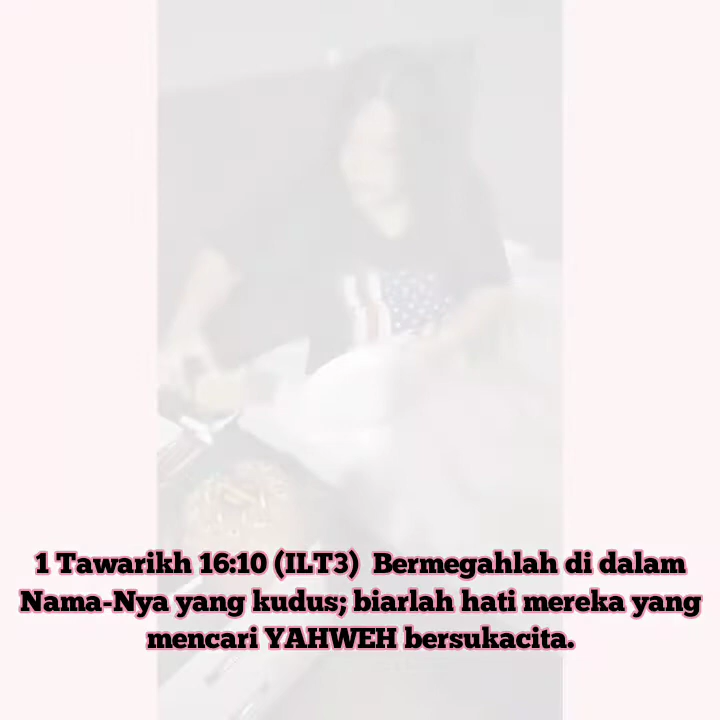 1 Tawarikh 16:10 (ILT3)  Bermegahlah di dalam
Nama-Nya yang kudus; biarlah hati mereka yang
mencari YAHWEH bersukacita.